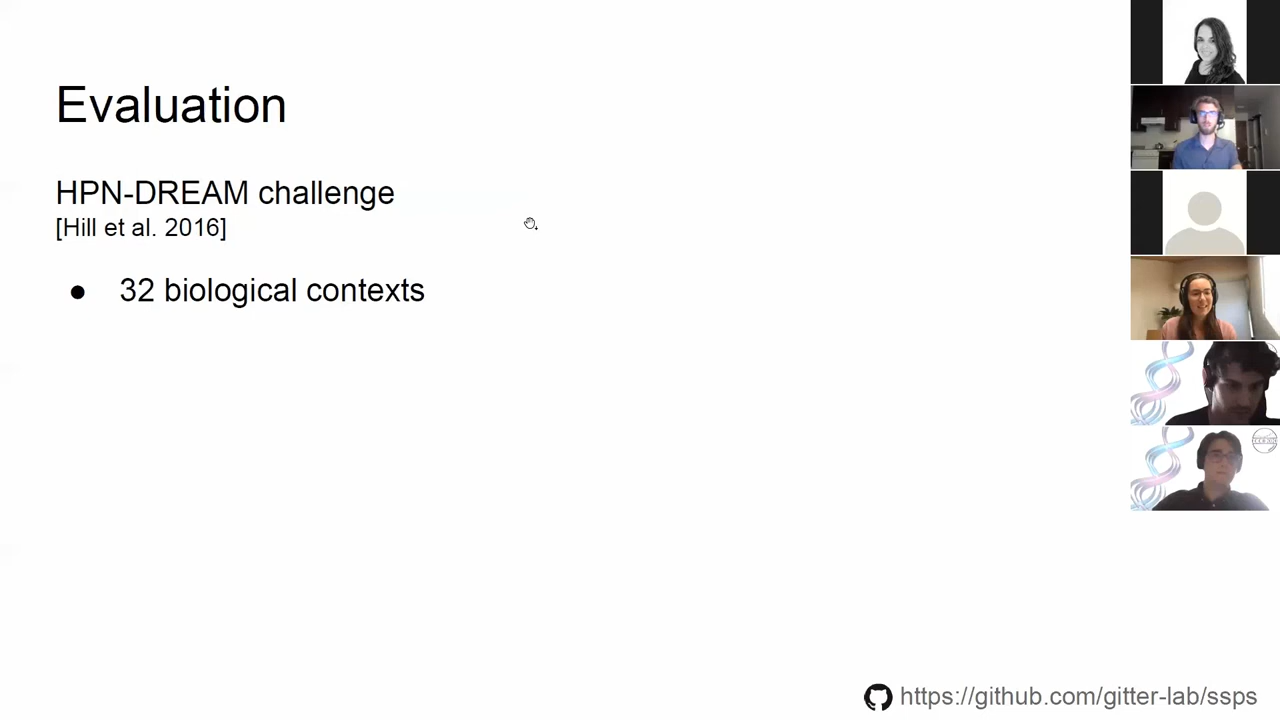 Evaluation
HPN-DREAM challenge
[Hill et al. 2016]
● 32 biological contexts
https://github.com/gitter-lab/ssps